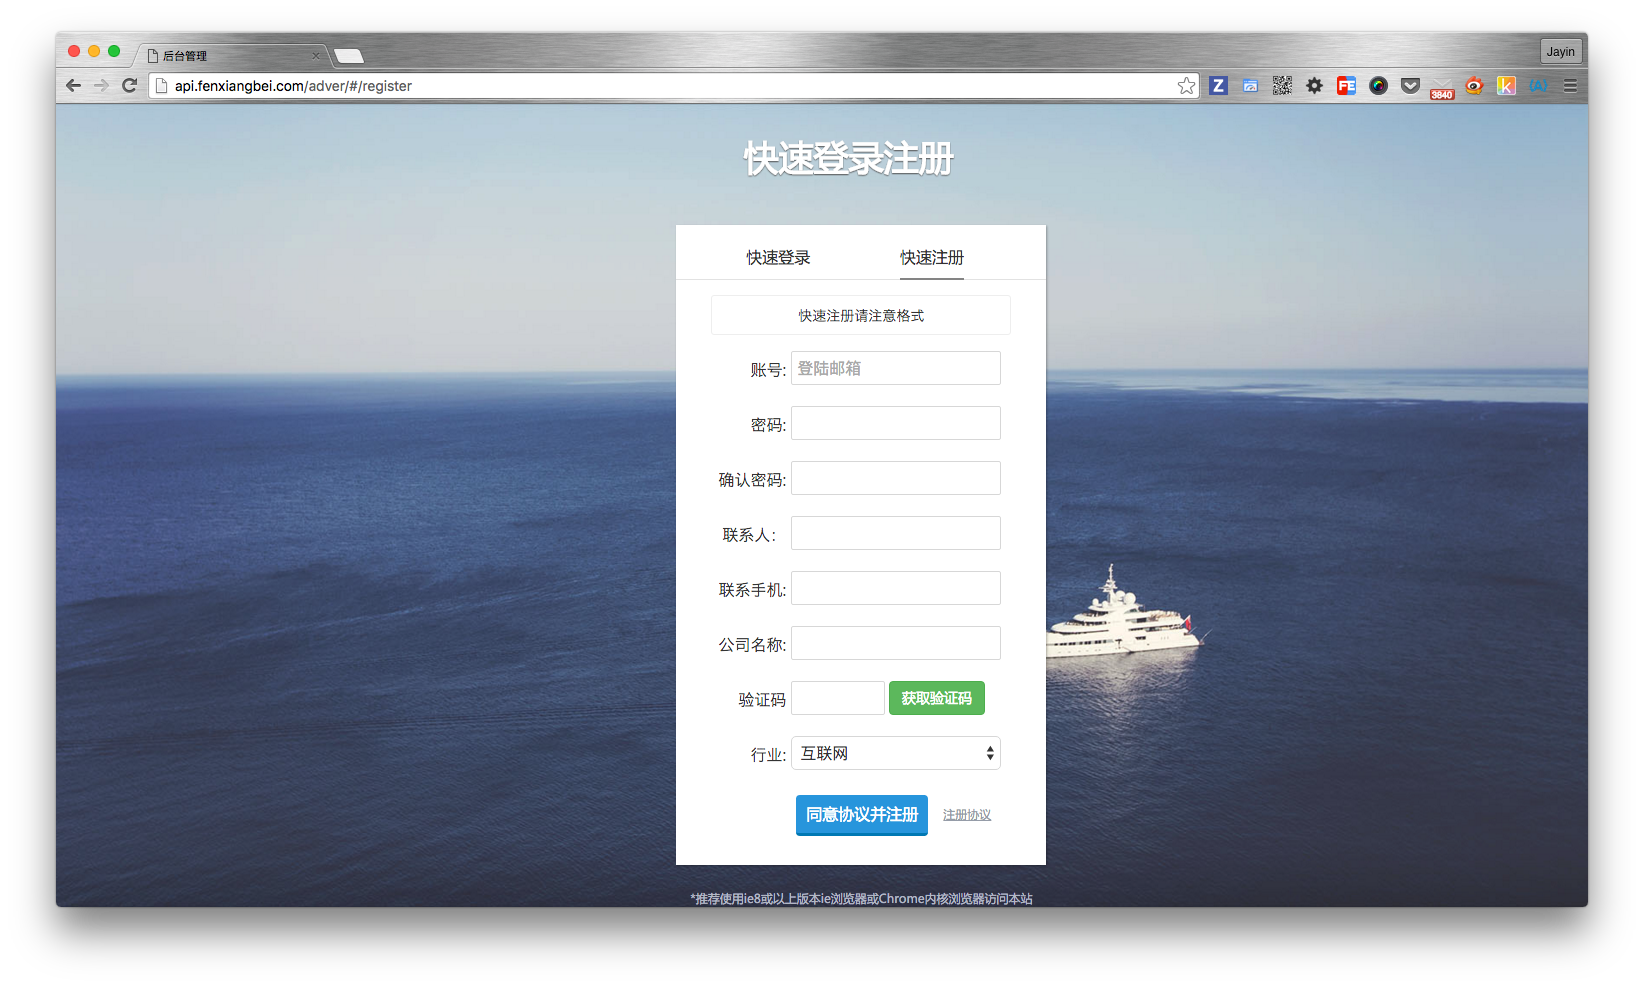 后台管理
Jayin
api.fenxiangbei.com/adver/#/register
Z
FE
3840
k
(A)
快速登录注册
快速登录 快速注册
快速注册请注意格式
账号: 登陆邮箱
密码:
确认密码:
联系人:
联系手机:
公司名称:
验证码 获取验证码
行业: 互联网
同意协议并注册 注册协议
*推荐使用ie8或以上版本ie浏览器或Chrome内核浏览器访问本站